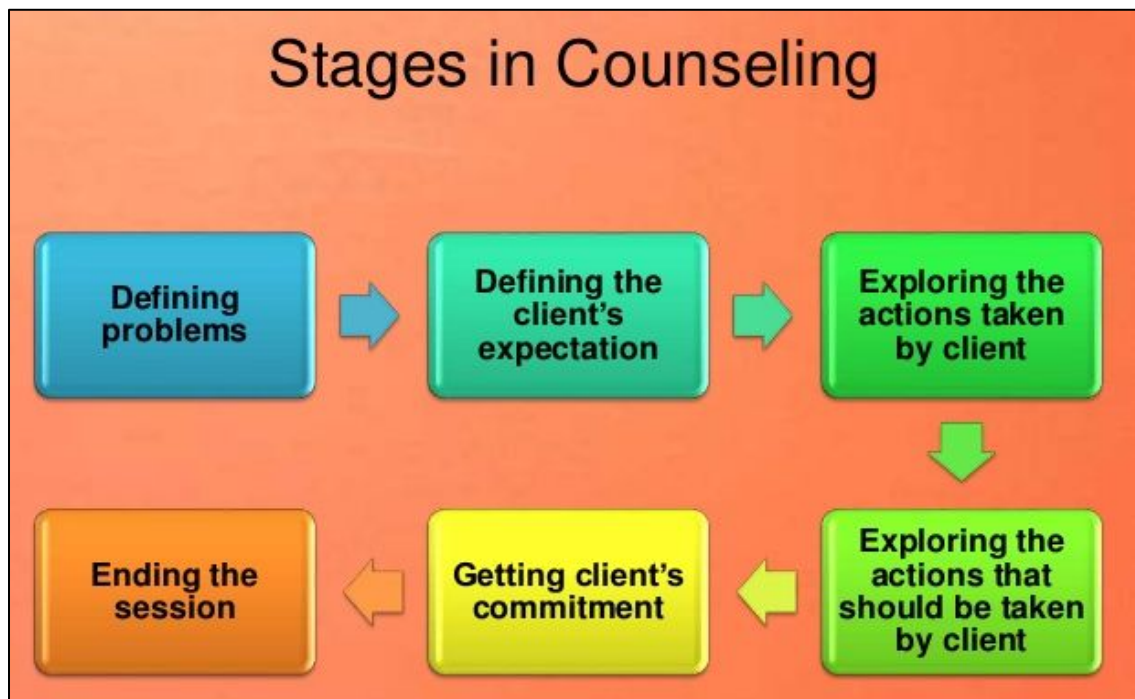 Stages in Counseling
Defining
problems
Defining the
client’s
expectation
Exploring the
actions taken
by client
Exploring the
actions that
should be taken
by client
Getting client’s
commitment
Ending the
session